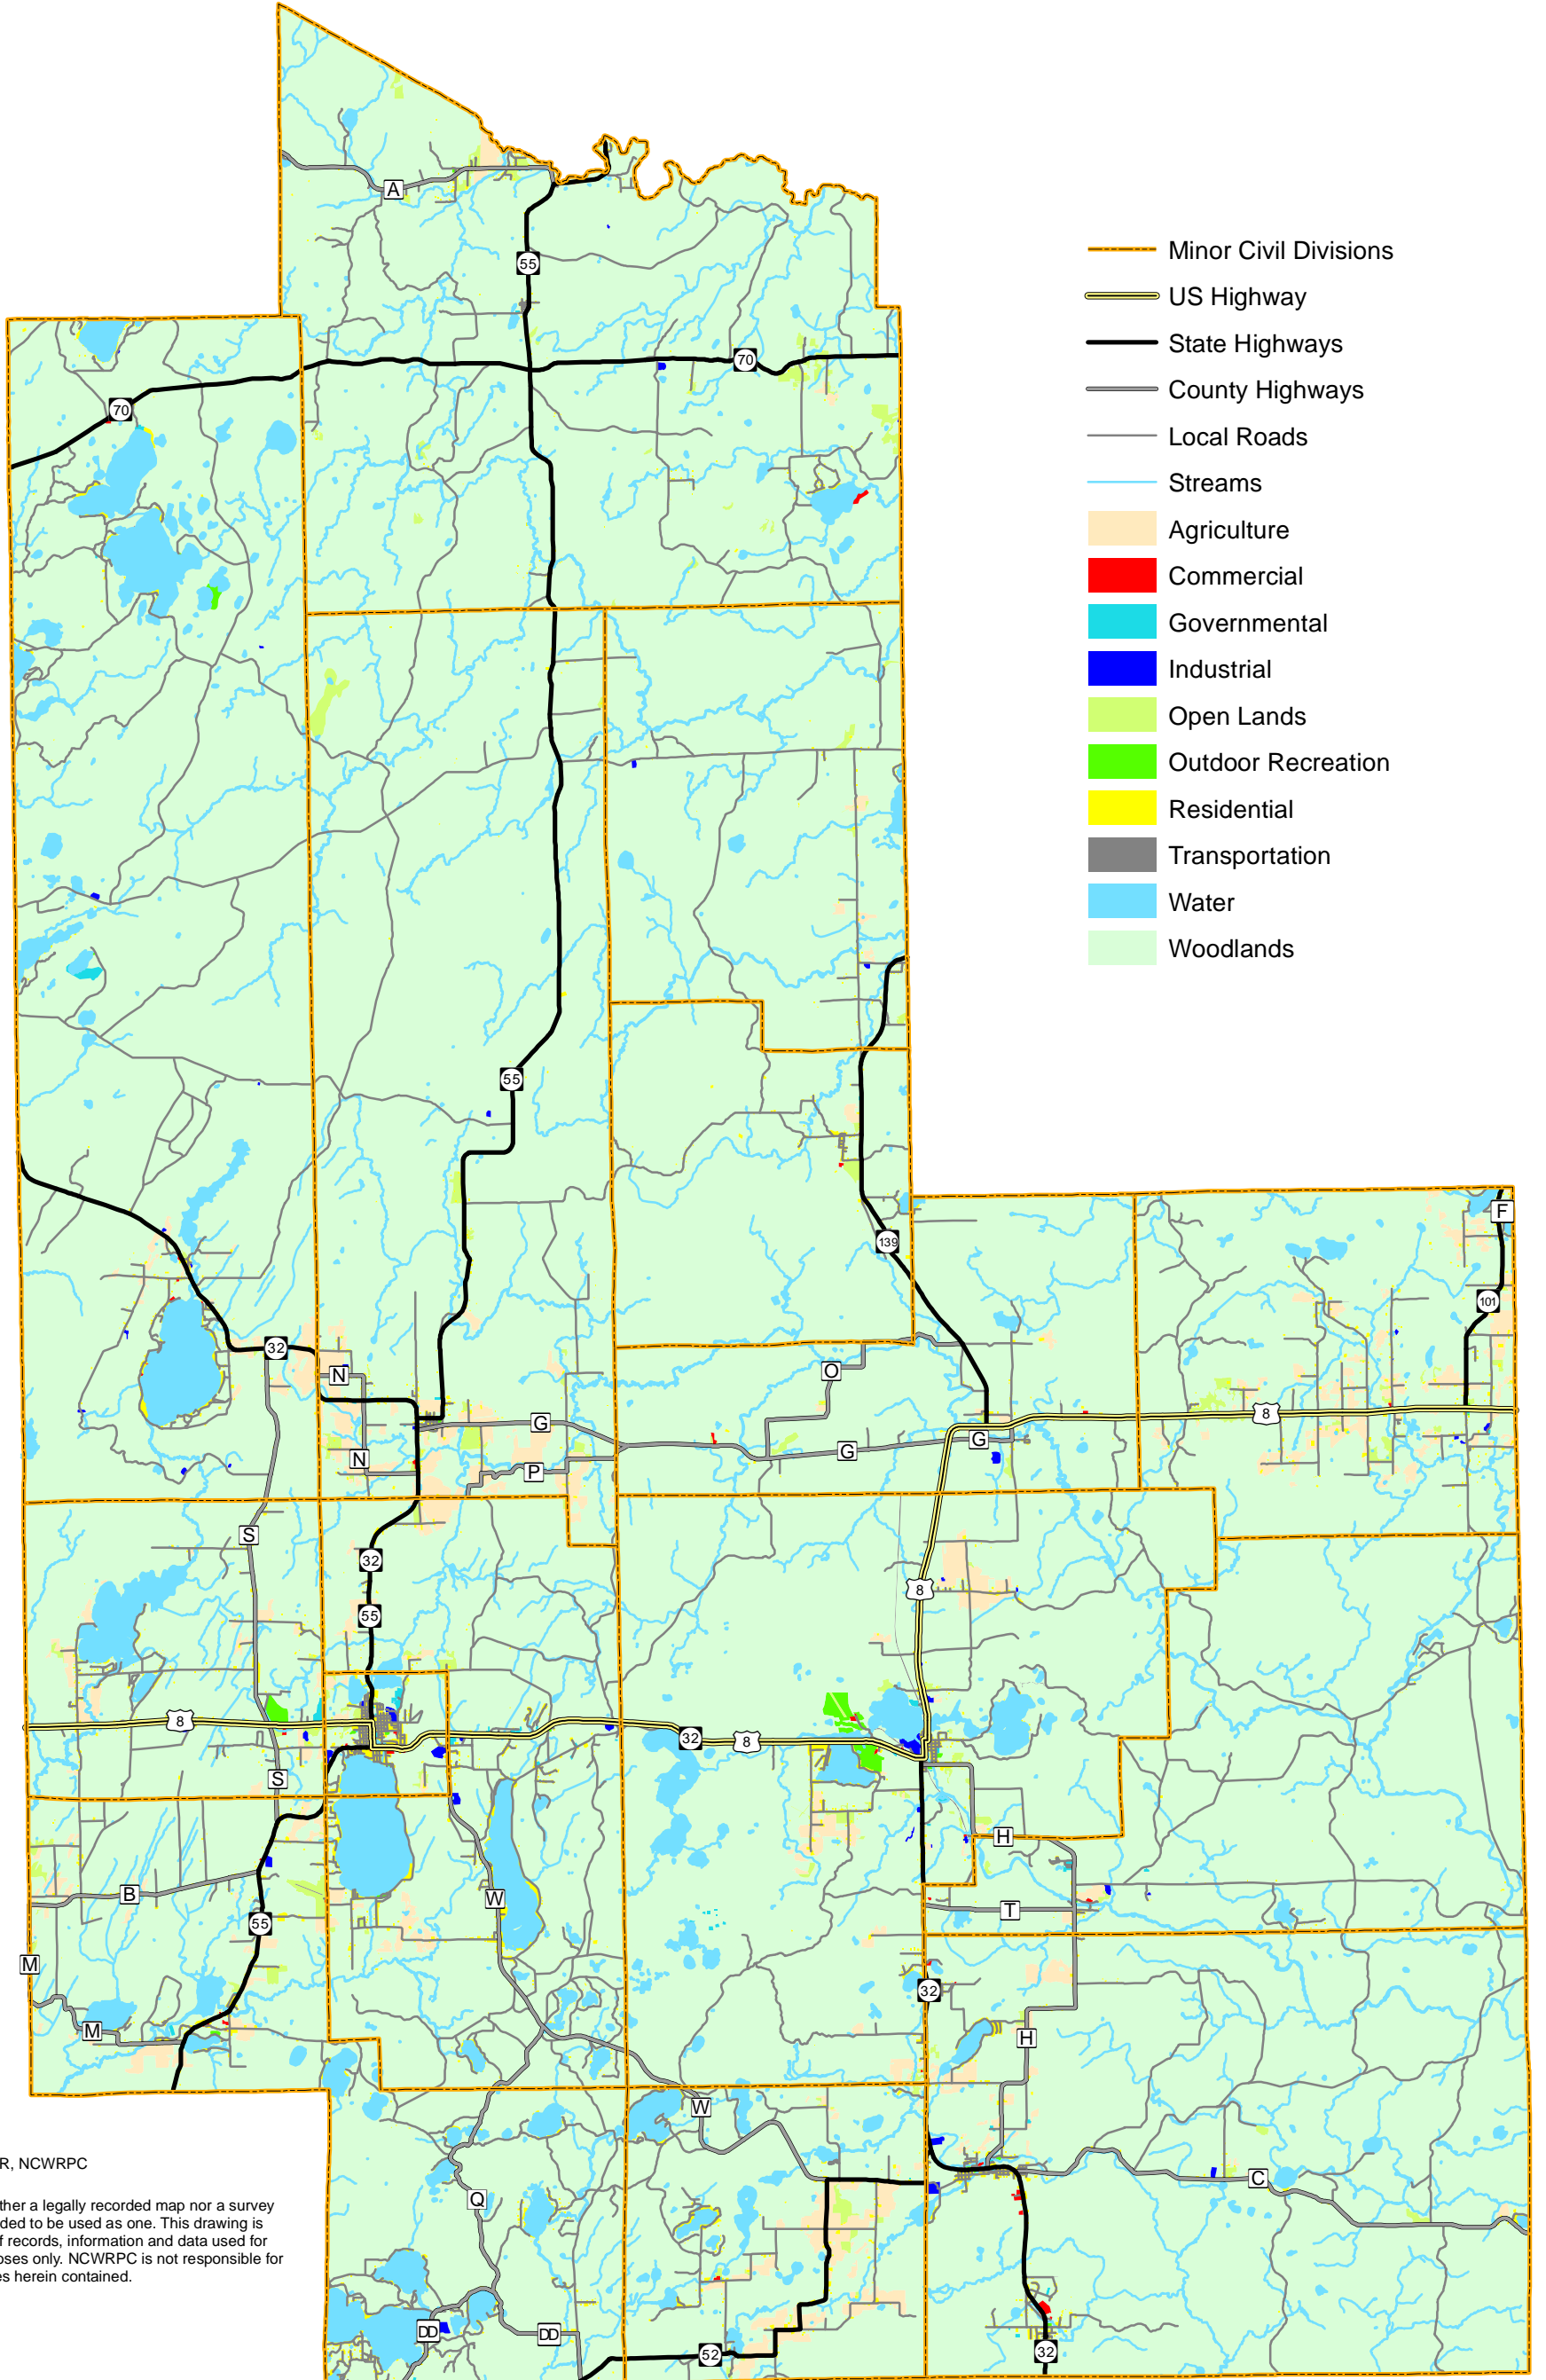 A
55
Minor Civil Divisions
US Highway
State Highways
County Highways
Local Roads
Streams
Agriculture
Commercial
Governmental
Industrial
Open Lands
Outdoor Recreation
Residential
Transportation
Water
Woodlands
70
70
55
139
F
101
32
N
O
8
G
N
G
G
P
S
32
8
55
8
32
8
S
H
B
W
T
55
M
32
M
H
W
C
Q
DD
DD
52
32
R, NCWRPC
ther a legally recorded map nor a survey
ded to be used as one. This drawing is
f records, information and data used for
oses only. NCWRPC is not responsible for
es herein contained.